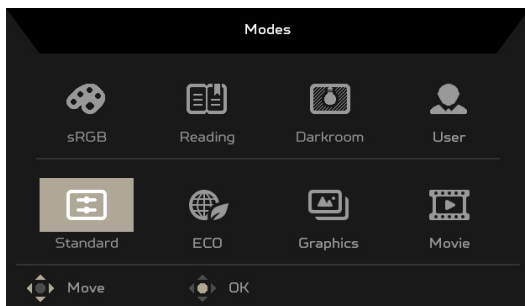 Modes
sRGB Reading Darkroom User
Standard ECO Graphics Movie
Move OK